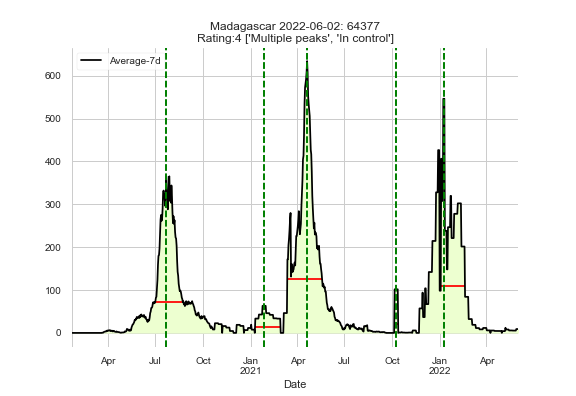 Madagascar 2022-06-02: 64377
Rating:4 ['Multiple peaks', 'In control']
Average-7d
600
500
400
300
200
100
0
Apr Jul Oct Jan Apr Jul Oct Jan Apr
2021 2022
Date